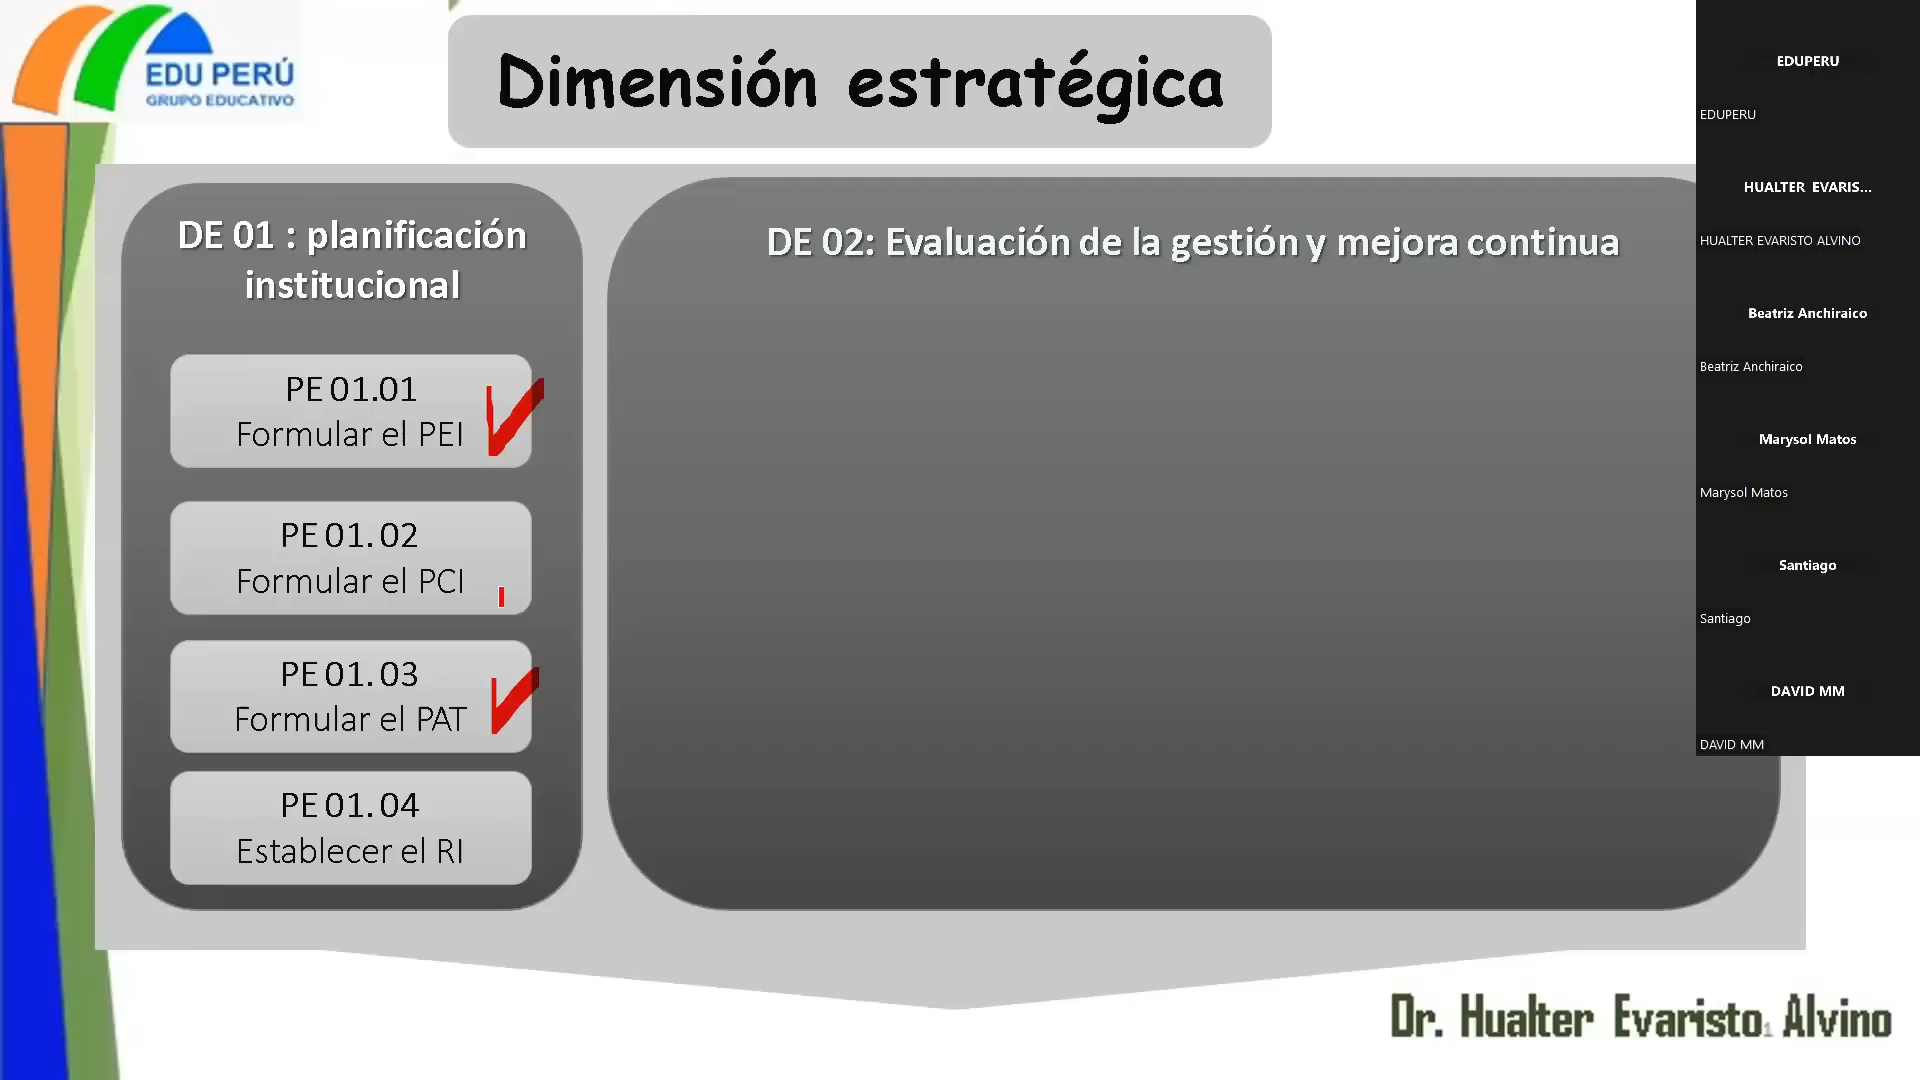 EDU PERÚ
GRUPO EDUCATIVO
Dimensión estratégica
DE 01 : planificación
institucional
PE 01.01
Formular el PEI
PE 01.02
Formular el PCI
PE 01.03
Formular el PAT
PE 01.04
Establecer el RI
DE 02: Evaluación de la gestión y mejora continua
EDUPERU
EDUPERU
HUALTER EVARIS...
HUALTER EVARISTO ALVINO
Beatriz Anchiraico
Beatriz Anchiraico
Marysol Matos
Marysol Matos
Santiago
Santiago
DAVID MM
DAVID MM
Dr. Hualter Evaristo Alvino
1